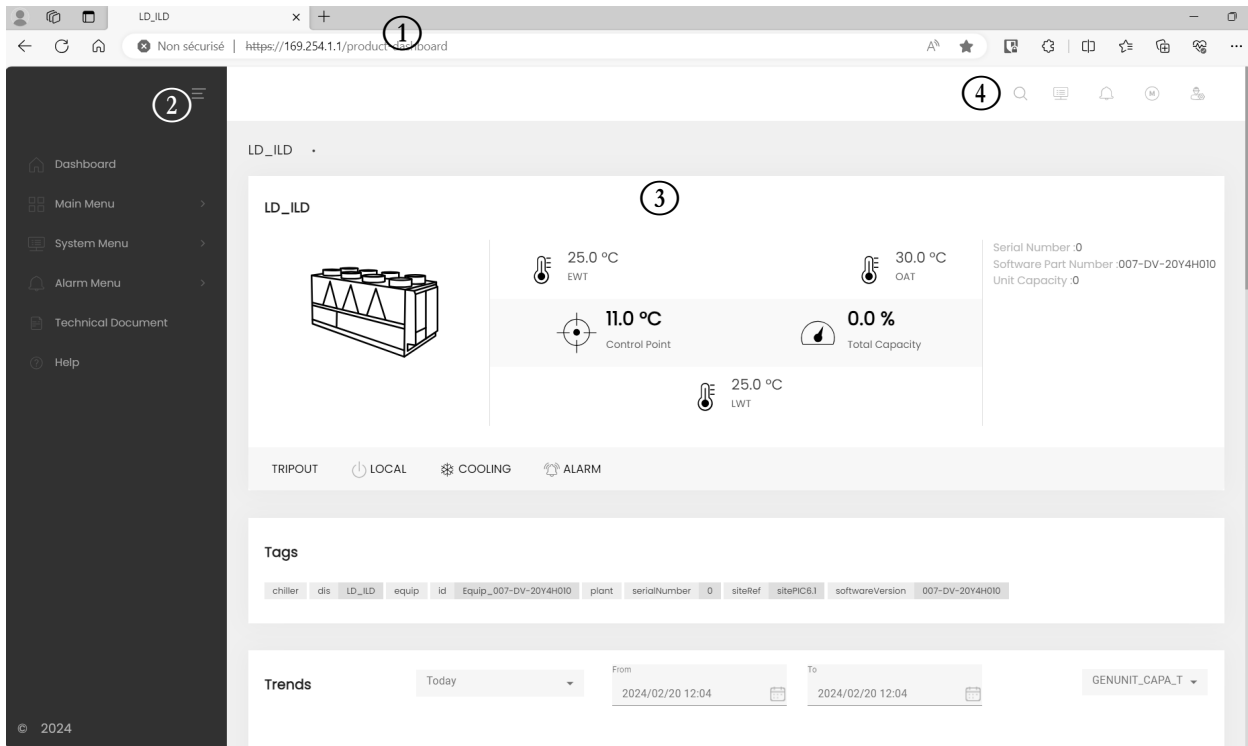 LD_ILD
1
Non sécurisé | https://169.254.1.1/product-dashboard
2
4
M
LD_ILD •
Dashboard
Main Menu
System Menu
Alarm Menu
Technical Document
Help
3
LD_ILD
25.0 °C
EWT
30.0 °C
OAT
Serial Number :0
Software Part Number :007-DV-20Y4H010
Unit Capacity :0
11.0 °C
Control Point
0.0 %
Total Capacity
25.0 °C
LWT
TRIPOUT LOCAL COOLING ALARM
Tags
chiller dis LD_ILD equip id Equip_007-DV-20Y4H010 plant serialNumber 0 siteRef sitePIC6.1 softwareVersion 007-DV-20Y4H010
Trends
Today
From
2024/02/20 12:04
To
2024/02/20 12:04
GENUNIT_CAPA_T
© 2024